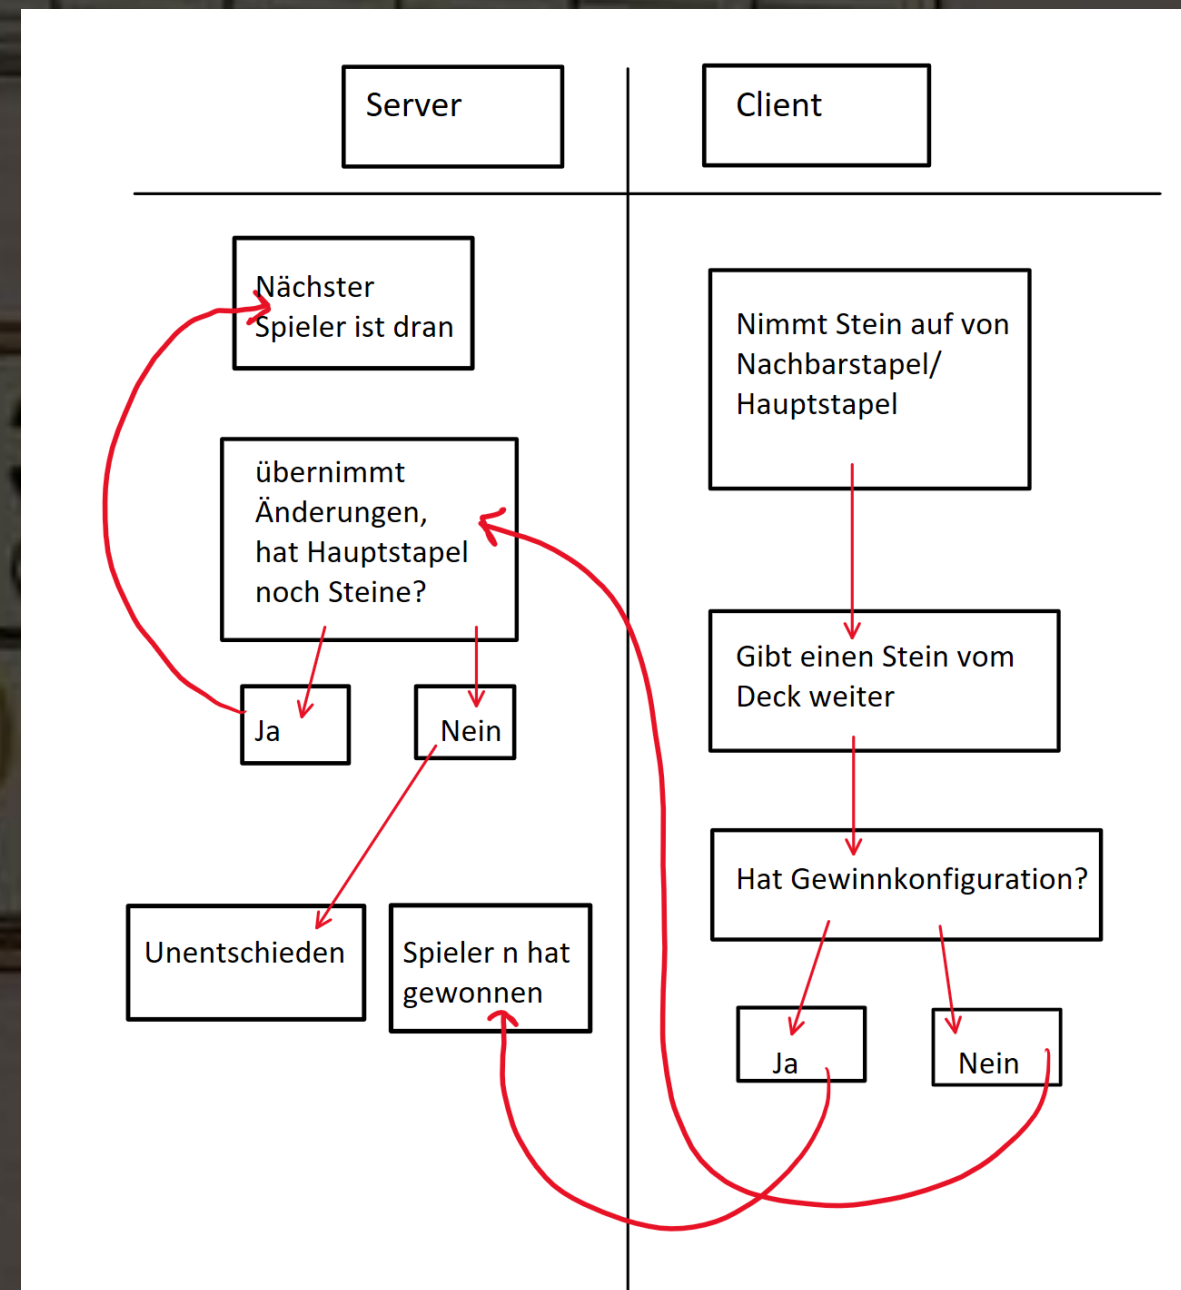 Server
Client
Nächster
Spieler ist dran
übernimmt
Änderungen,
hat Hauptstapel
noch Steine?
Ja
Nein
Unentschieden
Spieler n hat
gewonnen
Nimmt Stein auf von
Nachbarstapel/
Hauptstapel
Gibt einen Stein vom
Deck weiter
Hat Gewinnkonfiguration?
Ja
Nein